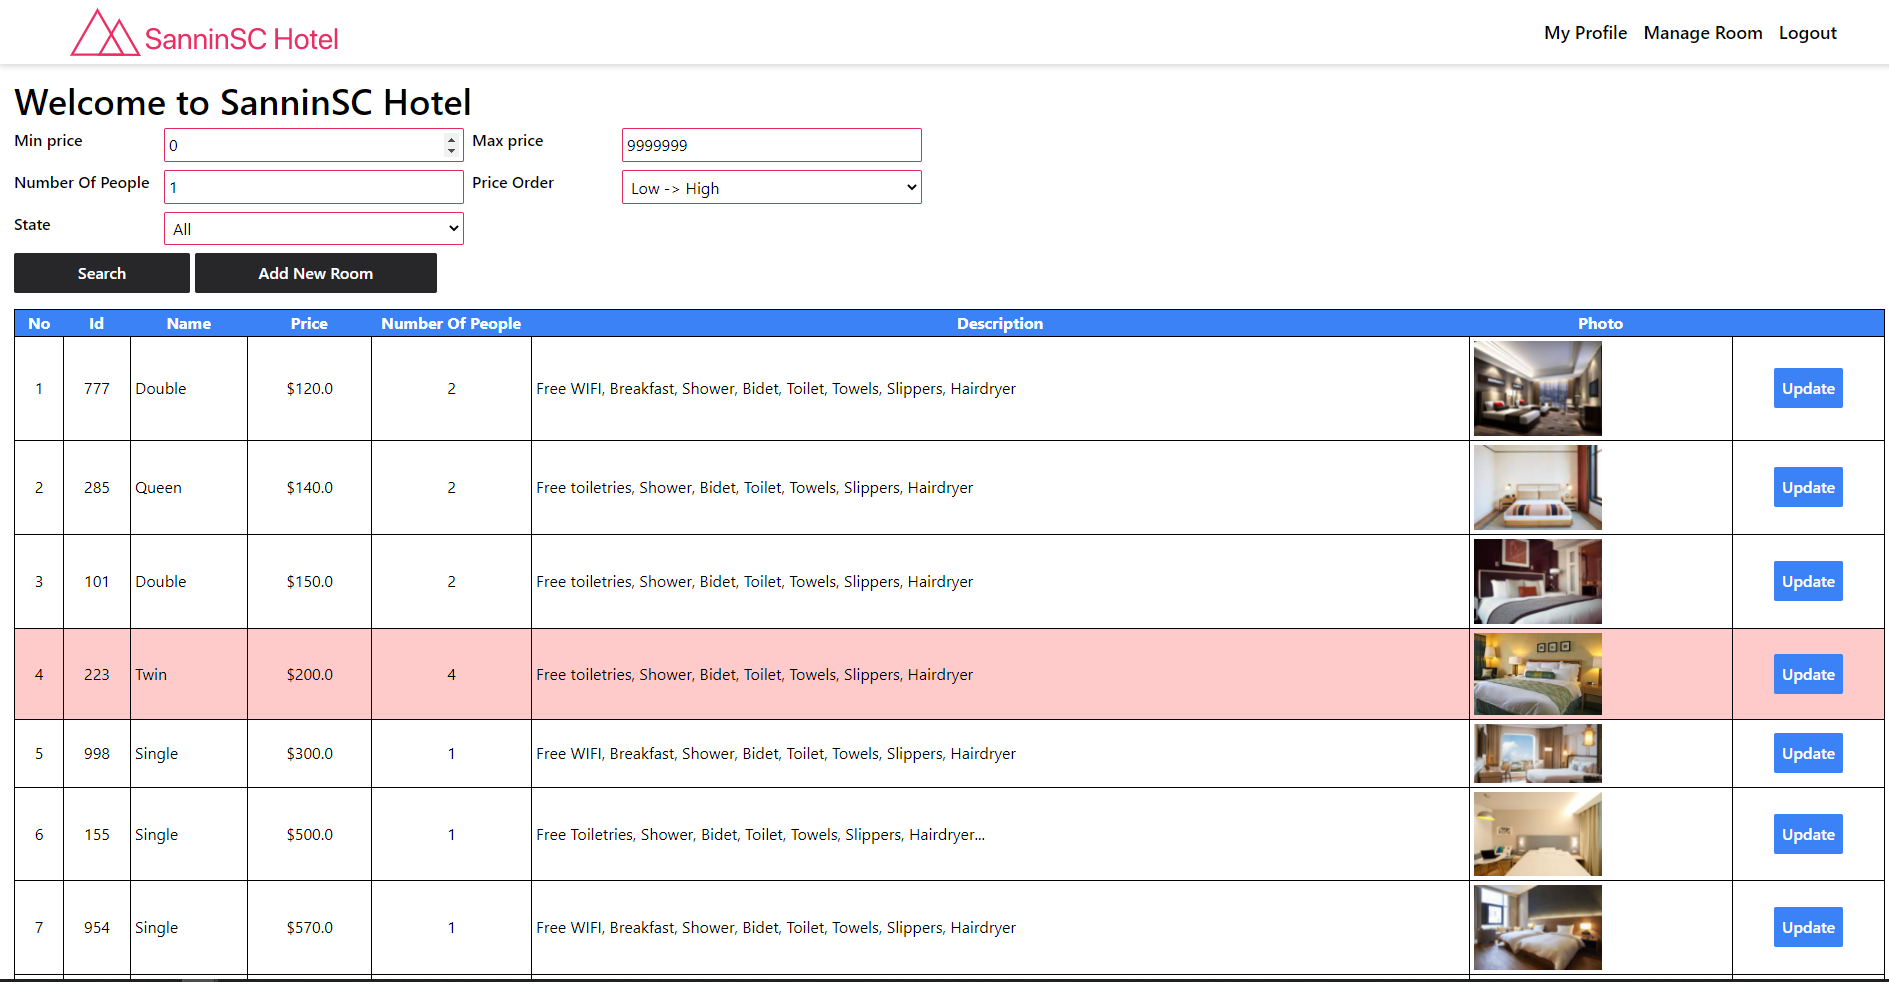 SanninSC Hotel
My Profile Manage Room Logout
Welcome to SanninSC Hotel
Min price 0 Max price 9999999
Number Of People 1 Price Order Low -> High
State All
Search Add New Room
No Id Name Price Number Of People Description Photo
1 777 Double $120.0 2 Free WIFI, Breakfast, Shower, Bidet, Toilet, Towels, Slippers, Hairdryer Update
2 285 Queen $140.0 2 Free toiletries, Shower, Bidet, Toilet, Towels, Slippers, Hairdryer Update
3 101 Double $150.0 2 Free toiletries, Shower, Bidet, Toilet, Towels, Slippers, Hairdryer Update
4 223 Twin $200.0 4 Free toiletries, Shower, Bidet, Toilet, Towels, Slippers, Hairdryer Update
5 998 Single $300.0 1 Free WIFI, Breakfast, Shower, Bidet, Toilet, Towels, Slippers, Hairdryer Update
6 155 Single $500.0 1 Free Toiletries, Shower, Bidet, Toilet, Towels, Slippers, Hairdryer... Update
7 954 Single $570.0 1 Free WIFI, Breakfast, Shower, Bidet, Toilet, Towels, Slippers, Hairdryer Update